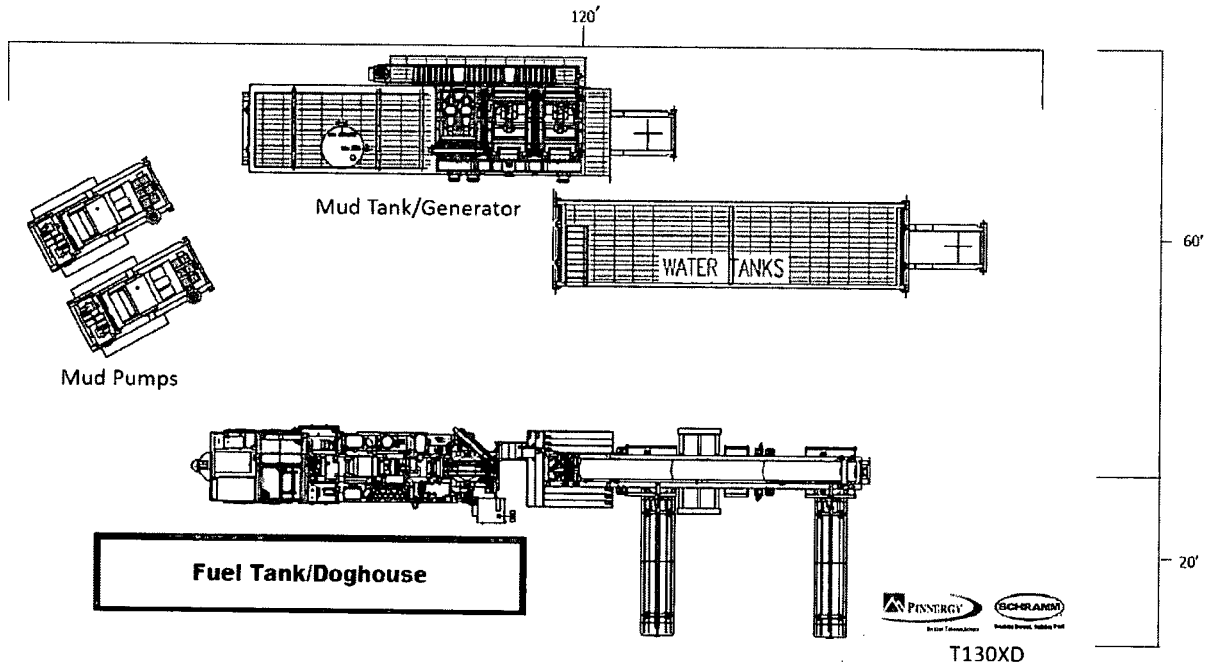 120'
Mud Tank/Generator
WATER TANKS
60'
Mud Pumps
Fuel Tank/Doghouse
20'
PINNERGY
SCHRAMM
T130XD